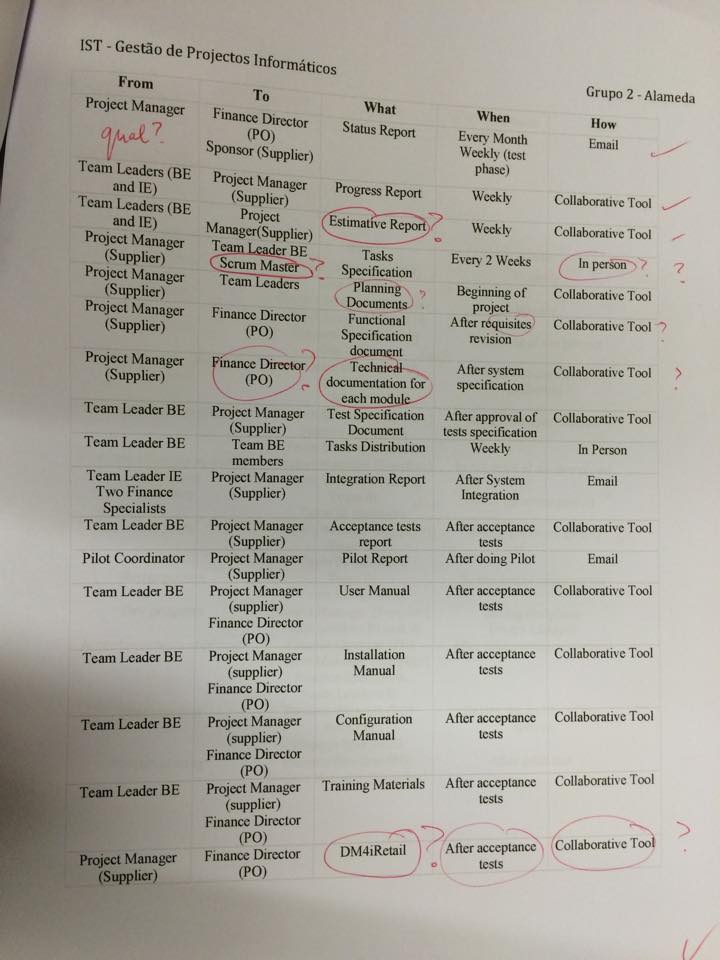 IST - Gestão de Projectos Informáticos
Grupo 2 - Alameda
From To What When How
Project Manager
qual?
Finance Director
(PO)
Sponsor (Supplier)
Status Report
Every Month
Weekly (test
phase)
Email
Team Leaders (BE
and IE)
Project Manager
(Supplier)
Progress Report
Weekly
Collaborative Tool
Team Leaders (BE
and IE)
Project
Manager(Supplier)
Estimative Report ?
Weekly
Collaborative Tool
Project Manager
(Supplier)
Team Leader BE
Scrum Master ?
Tasks
Specification
Every 2 Weeks
In person ? ?
Project Manager
(Supplier)
Team Leaders
Planning
Documents ?
Beginning of
project
Collaborative Tool
Project Manager
(Supplier)
Finance Director
(PO)
Functional
Specification
document
After requisites
revision
Collaborative Tool ?
Project Manager
(Supplier)
Finance Director ?
(PO)
Technical
documentation for
each module
After system
specification
Collaborative Tool ?
Team Leader BE
Project Manager
(Supplier)
Test Specification
Document
After approval of
tests specification
Collaborative Tool
Team Leader BE
Team BE
members
Tasks Distribution
Weekly
In Person
Team Leader IE
Two Finance
Specialists
Project Manager
(Supplier)
Integration Report
After System
Integration
Email
Team Leader BE
Project Manager
(Supplier)
Acceptance tests
report
After acceptance
tests
Collaborative Tool
Pilot Coordinator
Project Manager
(Supplier)
Pilot Report
After doing Pilot
Email
Team Leader BE
Project Manager
(supplier)
Finance Director
(PO)
User Manual
After acceptance
tests
Collaborative Tool
Team Leader BE
Project Manager
(supplier)
Finance Director
(PO)
Installation
Manual
After acceptance
tests
Collaborative Tool
Team Leader BE
Project Manager
(supplier)
Finance Director
(PO)
Configuration
Manual
After acceptance
tests
Collaborative Tool
Team Leader BE
Project Manager
(supplier)
Finance Director
(PO)
Training Materials
After acceptance
tests
Collaborative Tool
Project Manager
(Supplier)
Finance Director
(PO)
DM4iRetail ?
After acceptance
tests
Collaborative Tool ?